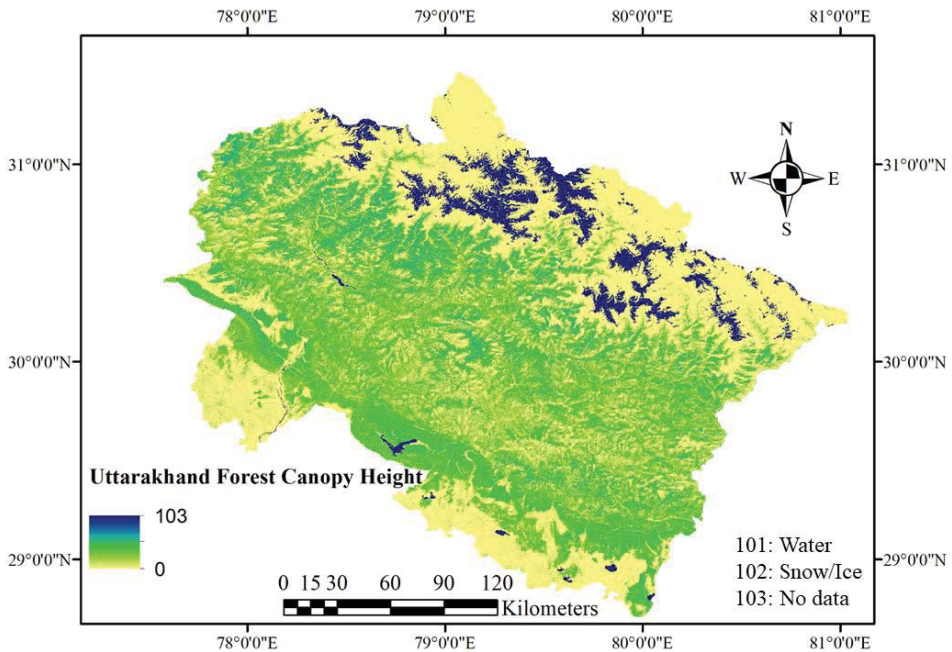 78°0'0"E 79°0'0"E 80°0'0"E 81°0'0"E
N
31°0'0"N 31°0'0"N
W E
S
30°0'0"N 30°0'0"N
Uttarakhand Forest Canopy Height
103
0
29°0'0"N 29°0'0"N
101: Water
102: Snow/Ice
103: No data
0 15 30 60 90 120
Kilometers
78°0'0"E 79°0'0"E 80°0'0"E 81°0'0"E